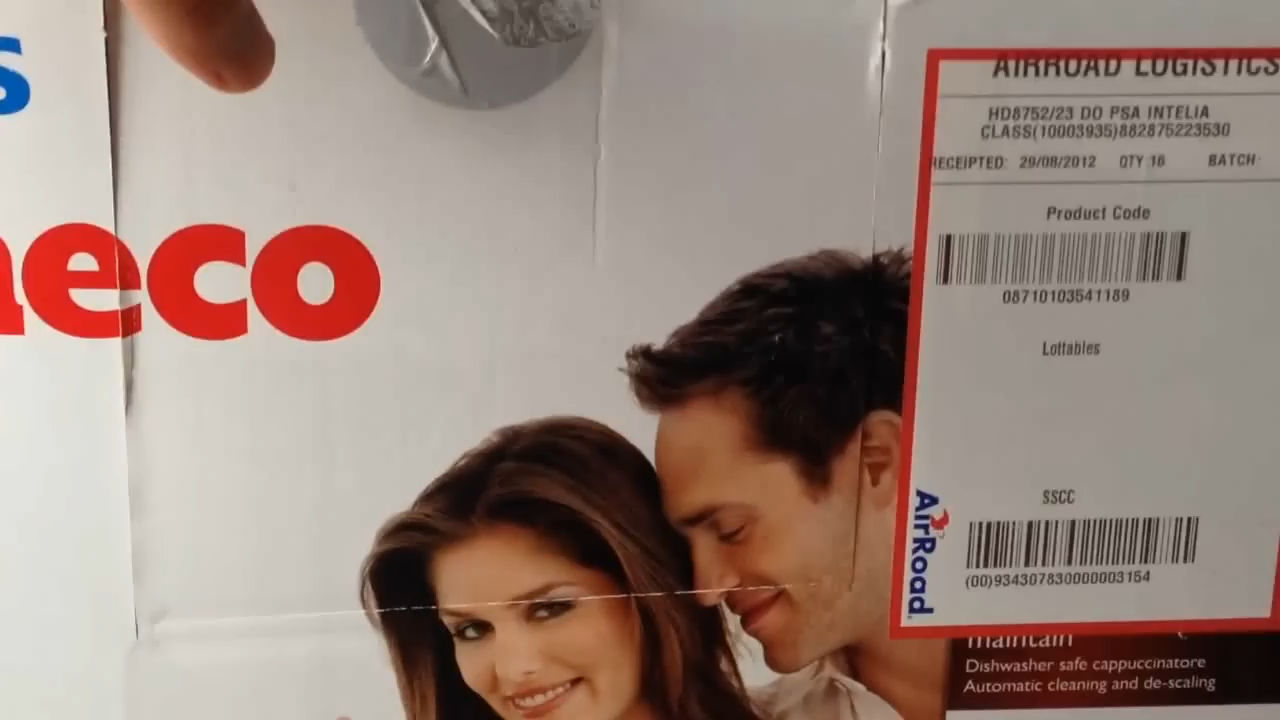 s
neco
AIRROAD LOGISTICS
HD8752/23 DO PSA INTELIA
CLASS(10003935)882875223530
RECEIPTED: 29/08/2012 QTY 16 BATCH:
Product Code
08710103541189
Lottables
SSCC
(00)934307830000003154
AirRoad
maintain
Dishwasher safe cappuccinatore
Automatic cleaning and de-scaling